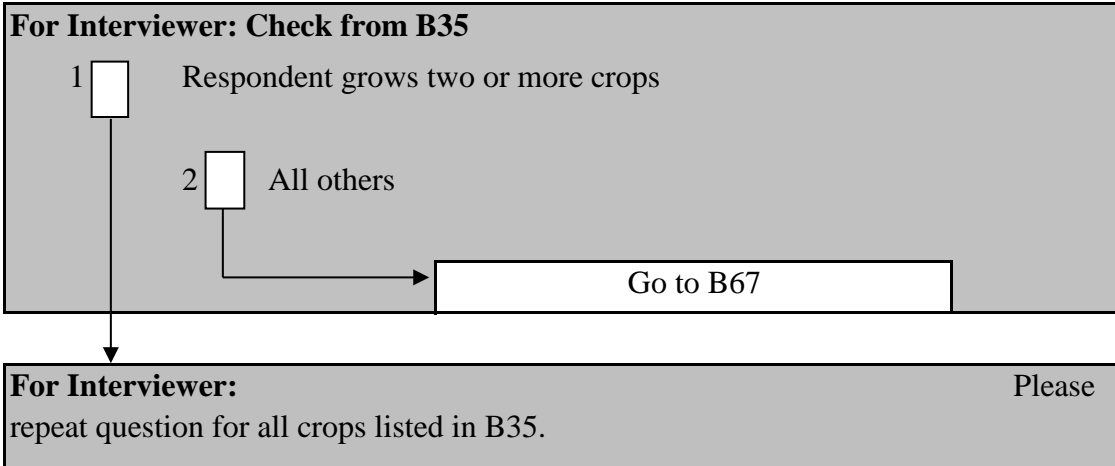 For Interviewer: Check from B35
1 Respondent grows two or more crops
2 All others
Go to B67
For Interviewer: Please
repeat question for all crops listed in B35.